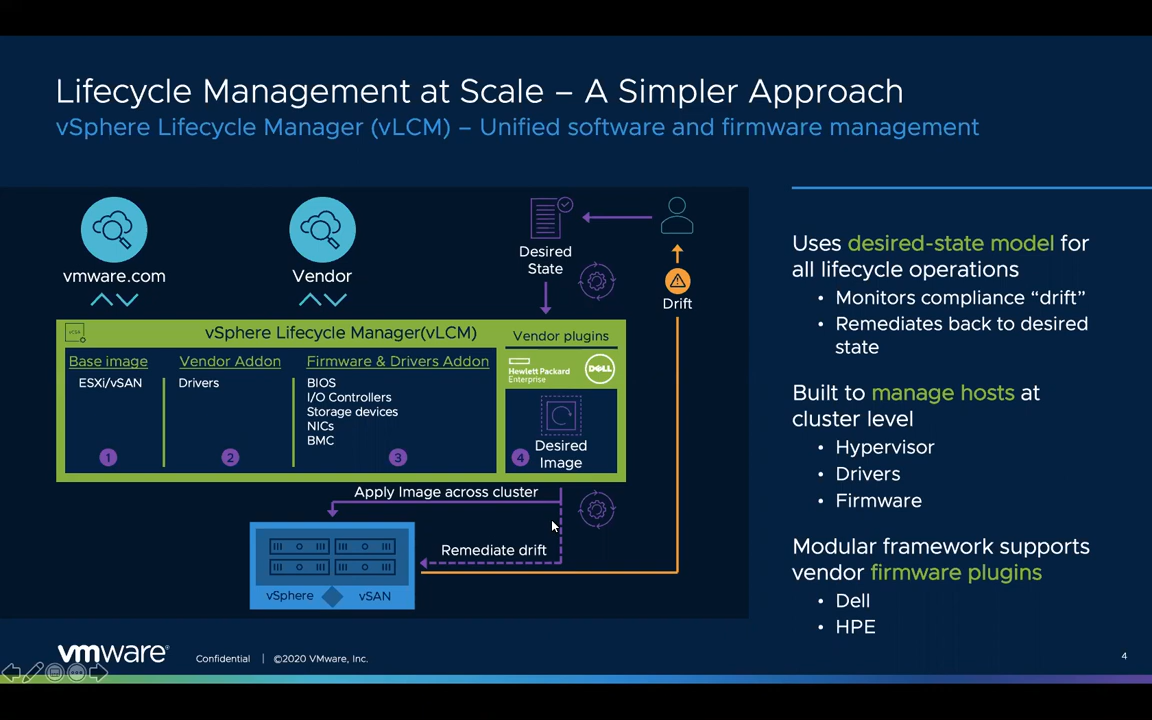 Lifecycle Management at Scale – A Simpler Approach
vSphere Lifecycle Manager (vLCM) – Unified software and firmware management
vmware.com
Vendor
Desired
State
Drift
vSphere Lifecycle Manager(vLCM)
Base image
ESXi/vSAN
1
Vendor Addon
Drivers
2
Firmware & Drivers Addon
BIOS
I/O Controllers
Storage devices
NICs
BMC
3
Vendor plugins
Hewlett Packard
Enterprise
DELL
Desired
Image
4
Apply Image across cluster
Remediate drift
vSphere
vSAN
Uses desired-state model for
all lifecycle operations
• Monitors compliance “drift”
• Remediates back to desired
state
Built to manage hosts at
cluster level
• Hypervisor
• Drivers
• Firmware
Modular framework supports
vendor firmware plugins
• Dell
• HPE
vmware®
Confidential | ©2020 VMware, Inc.
4